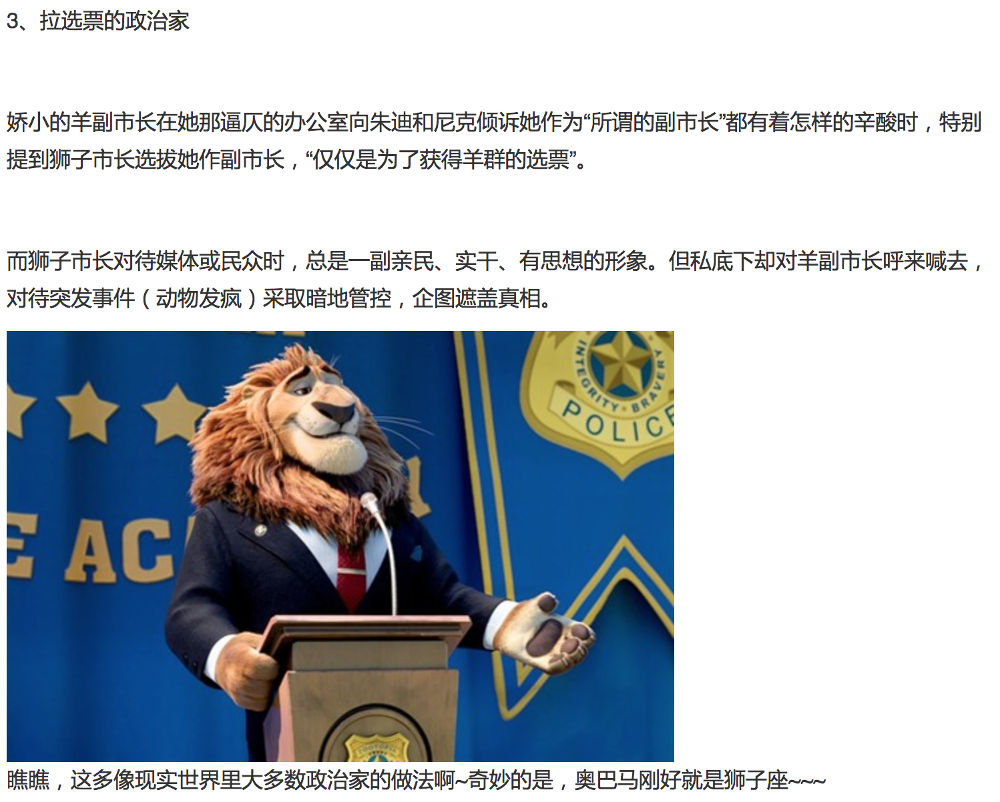 3、拉选票的政治家
娇小的羊副市长在她那逼仄的办公室向朱迪和尼克倾诉她作为“所谓的副市长”都有着怎样的辛酸时，特别
提到狮子市长选拔她作副市长，“仅仅是为了获得羊群的选票”。
而狮子市长对待媒体或民众时，总是一副亲民、实干、有思想的形象。但私底下却对羊副市长呼来喊去，
对待突发事件（动物发疯）采取暗地管控，企图遮盖真相。
INTEGRITY · BRAVERY
POLICE
E AC
ZOOTOPIA
瞧瞧，这多像现实世界里大多数政治家的做法啊~奇妙的是，奥巴马刚好就是狮子座~~~